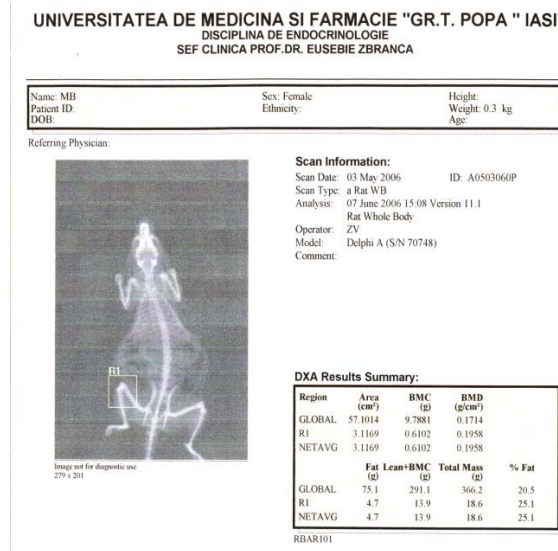 UNIVERSITATEA DE MEDICINA SI FARMACIE "GR.T. POPA " IASI
DISCIPLINA DE ENDOCRINOLOGIE
SEF CLINICA PROF.DR. EUSEBIE ZBRANCA
Name: MB Sex: Female Height:
Patient ID: Ethnicity: Weight: 0.3 kg
DOB: Age:
Referring Physician:
Scan Information:
Scan Date: 03 May 2006 ID: A0503060P
Scan Type: a Rat WB
Analysis: 07 June 2006 15:08 Version 11.1
Rat Whole Body
Operator: ZV
Model: Delphi A (S/N 70748)
Comment:
R1
Image not for diagnostic use
279 x 201
DXA Results Summary:
Region Area BMC BMD
(cm²) (g) (g/cm²)
GLOBAL 57.1014 9.7881 0.1714
R1 3.1169 0.6102 0.1958
NETAVG 3.1169 0.6102 0.1958
Fat Lean+BMC Total Mass % Fat
(g) (g) (g)
GLOBAL 75.1 291.1 366.2 20.5
R1 4.7 13.9 18.6 25.1
NETAVG 4.7 13.9 18.6 25.1
RBAR101